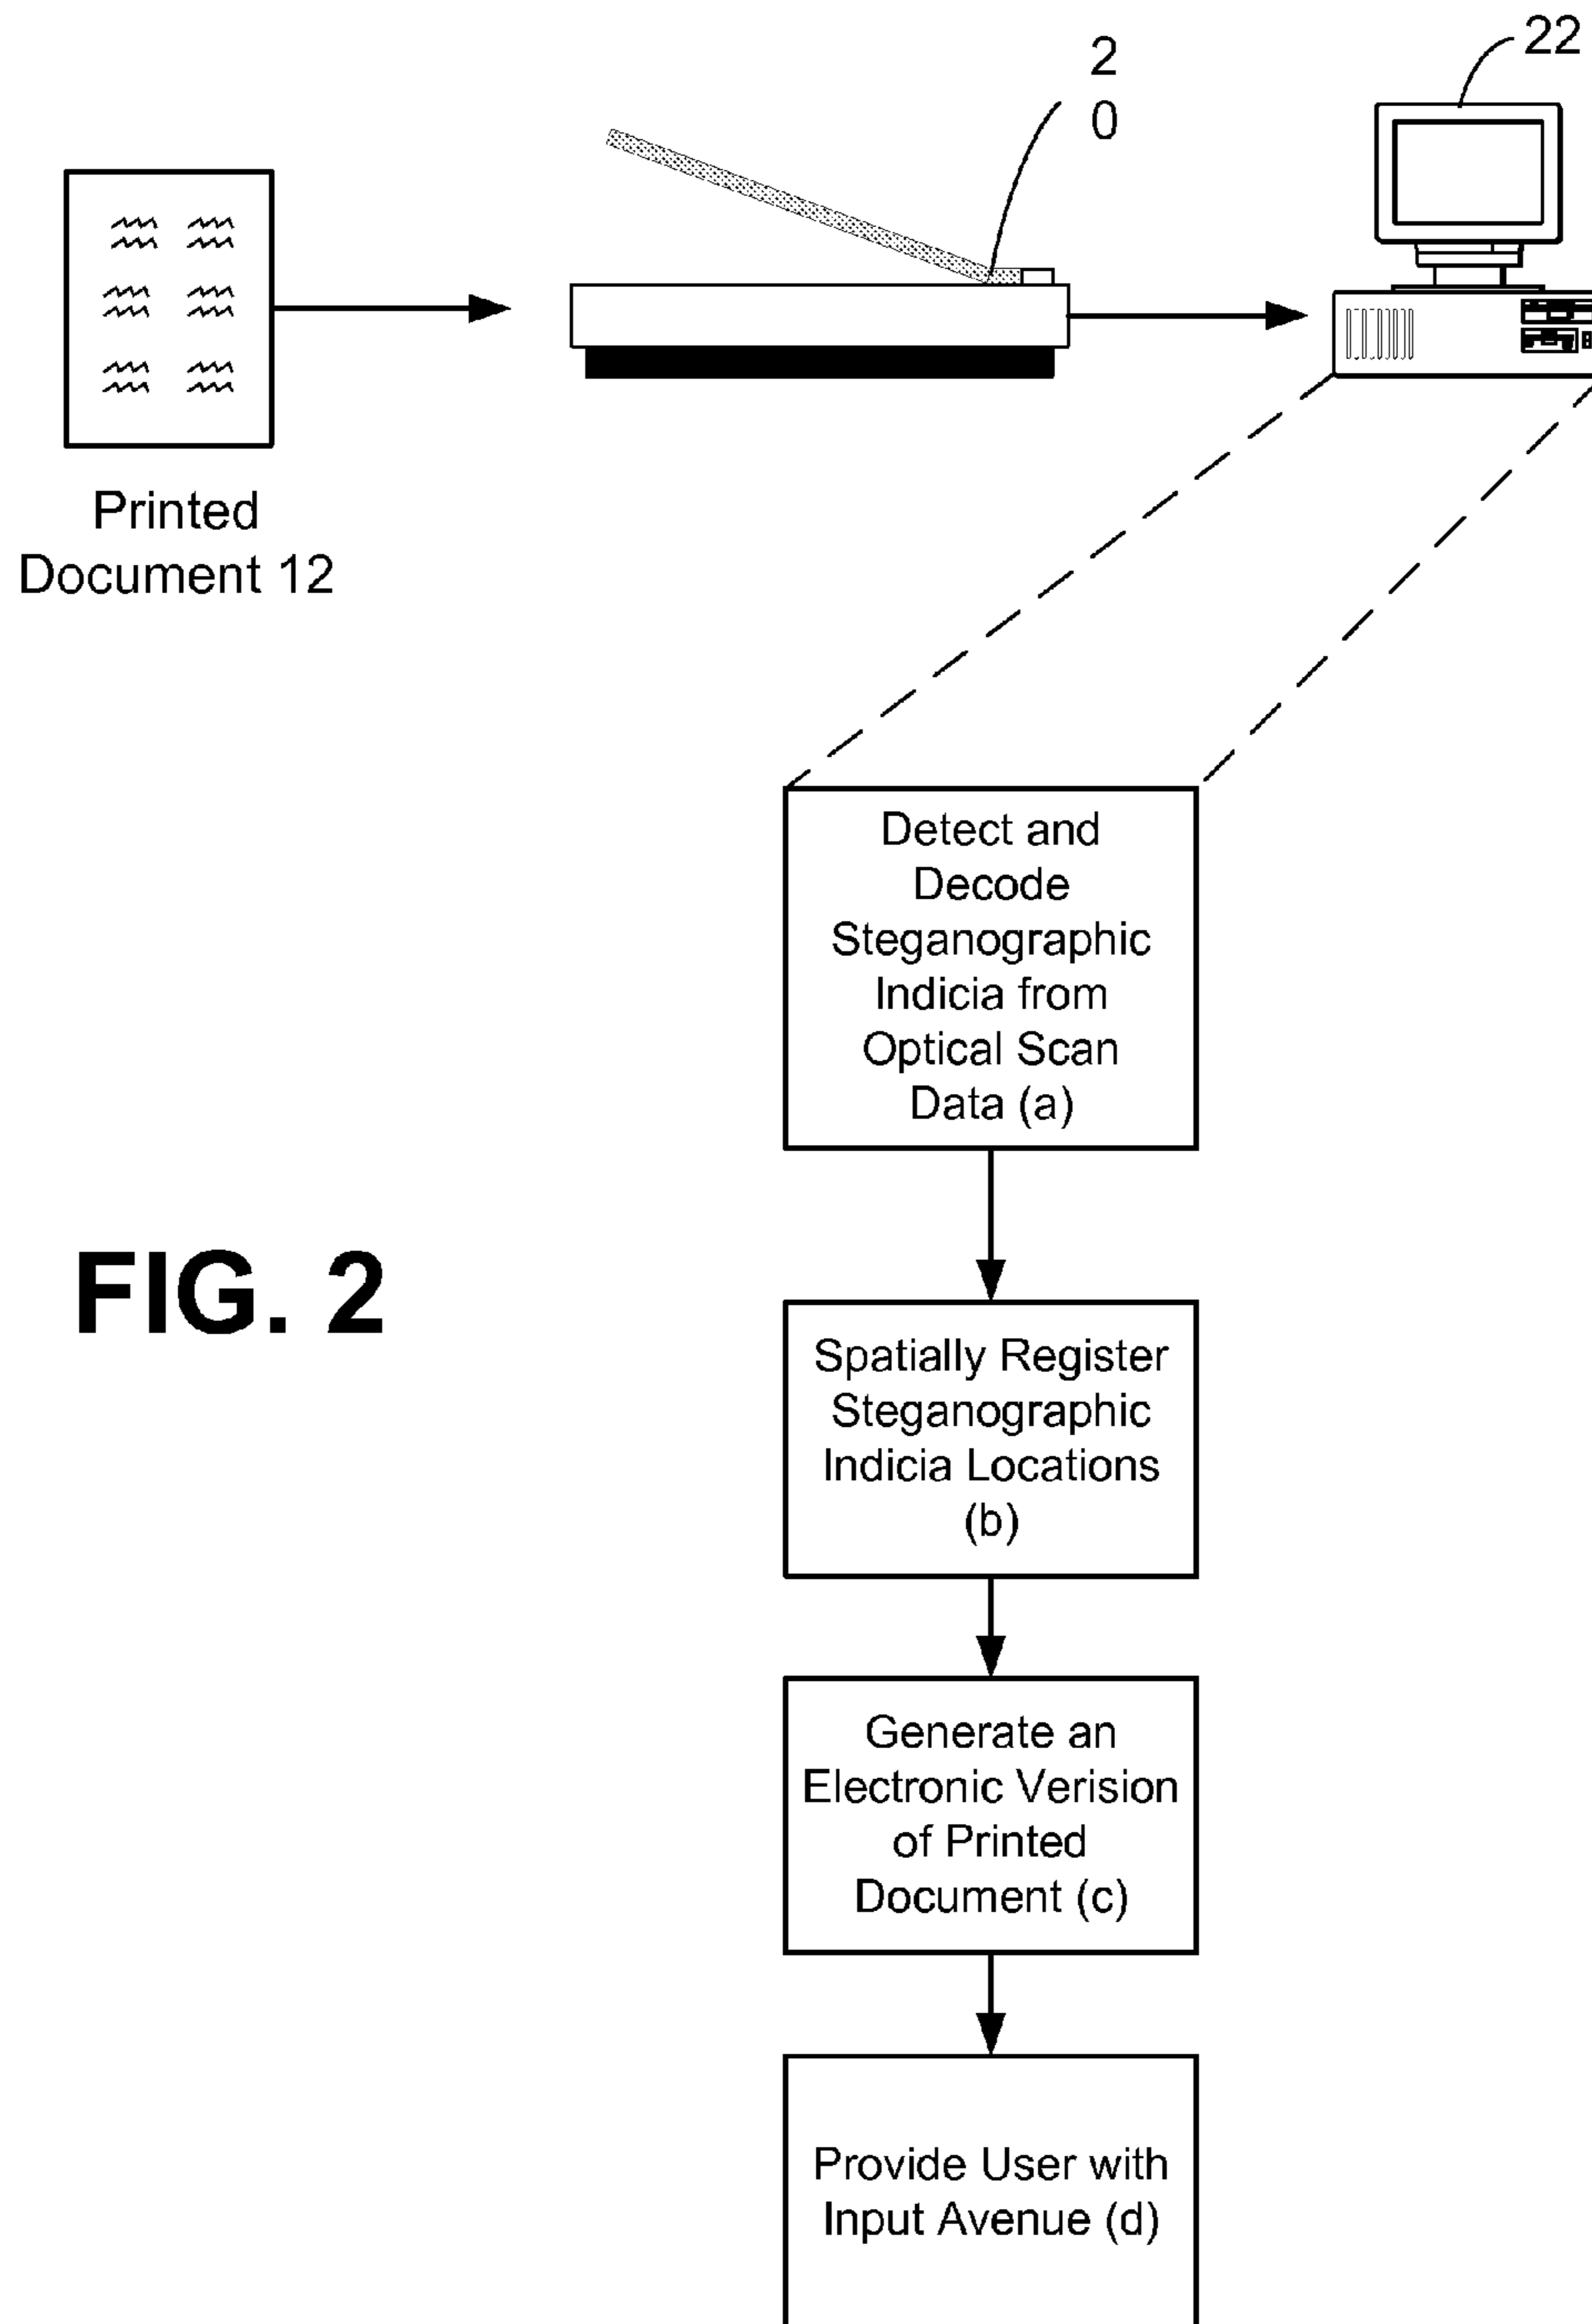 22
2
0
Printed
Document 12
Detect and
Decode
Steganographic
Indicia from
Optical Scan
Data (a)
FIG. 2
Spatially Register
Steganographic
Indicia Locations
(b)
Generate an
Electronic Verision
of Printed
Document (c)
Provide User with
Input Avenue (d)